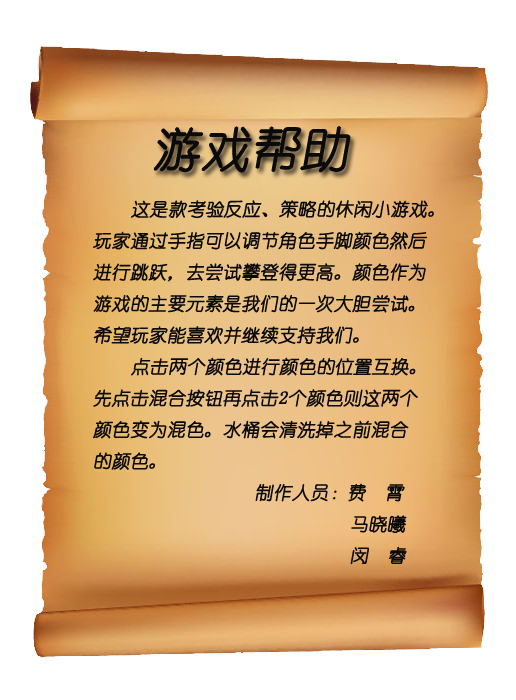 游戏帮助
这是款考验反应、策略的休闲小游戏。
玩家通过手指可以调节角色手脚颜色然后
进行跳跃，去尝试攀登得更高。颜色作为
游戏的主要元素是我们的一次大胆尝试。
希望玩家能喜欢并继续支持我们。
点击两个颜色进行颜色的位置互换。
先点击混合按钮再点击2个颜色则这两个
颜色变为混色。水桶会清洗掉之前混合
的颜色。
制作人员：费 霄
马晓曦
闵 睿